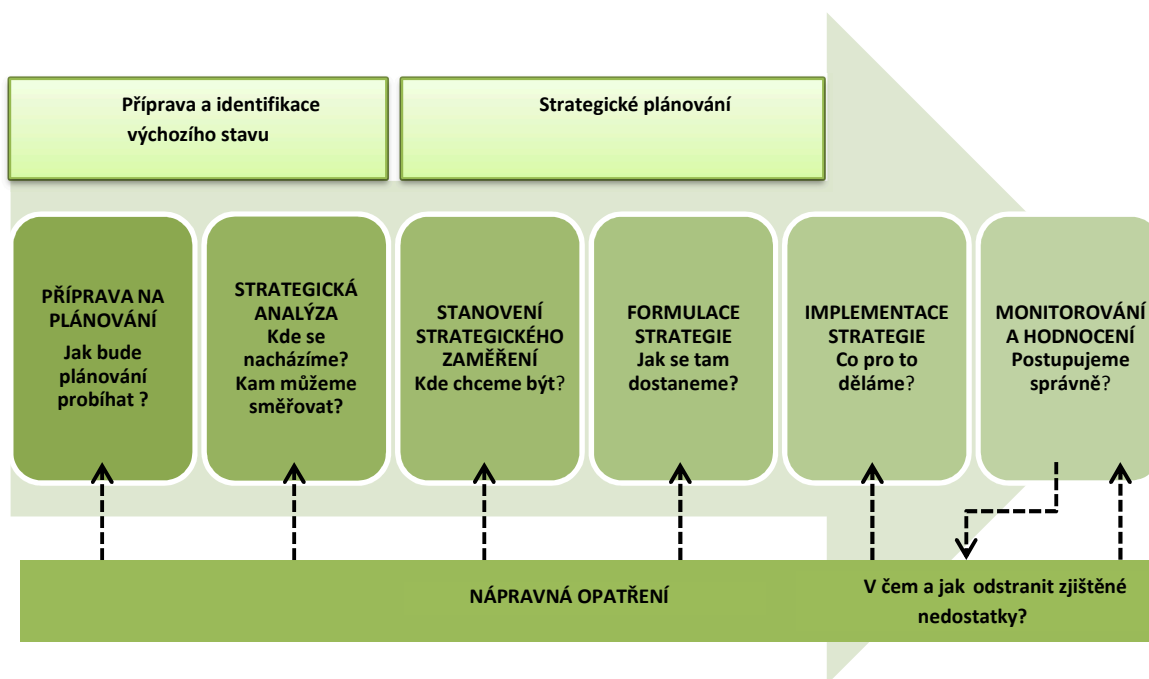 Příprava a identifikace
výchozího stavu
Strategické plánování
PŘÍPRAVA NA
PLÁNOVÁNÍ
Jak bude
plánování
probíhat ?
STRATEGICKÁ
ANALÝZA
Kde se
nacházíme?
Kam můžeme
směřovat?
STANOVENÍ
STRATEGICKÉHO
ZAMĚŘENÍ
Kde chceme být?
FORMULACE
STRATEGIE
Jak se tam
dostaneme?
IMPLEMENTACE
STRATEGIE
Co pro to
děláme?
MONITOROVÁNÍ
A HODNOCENÍ
Postupujeme
správně?
NÁPRAVNÁ OPATŘENÍ
V čem a jak odstranit zjištěné
nedostatky?